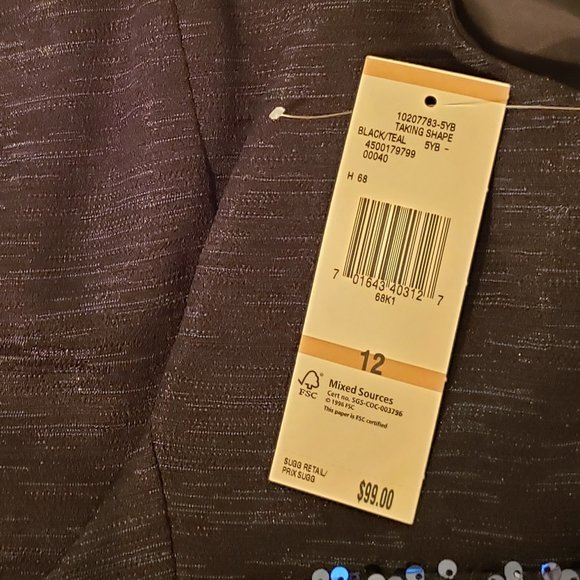 10207783-5YB
TAKING SHAPE
BLACK/TEAL 5YB -
4500179799
00040
H 68
7 01643 40312 7
68K1
12
FSC
Mixed Sources
Cert no. SGS-COC-003796
© 1996 FSC
This paper is FSC certified
SUGG RETAIL/
PRIX SUGG
$99.00